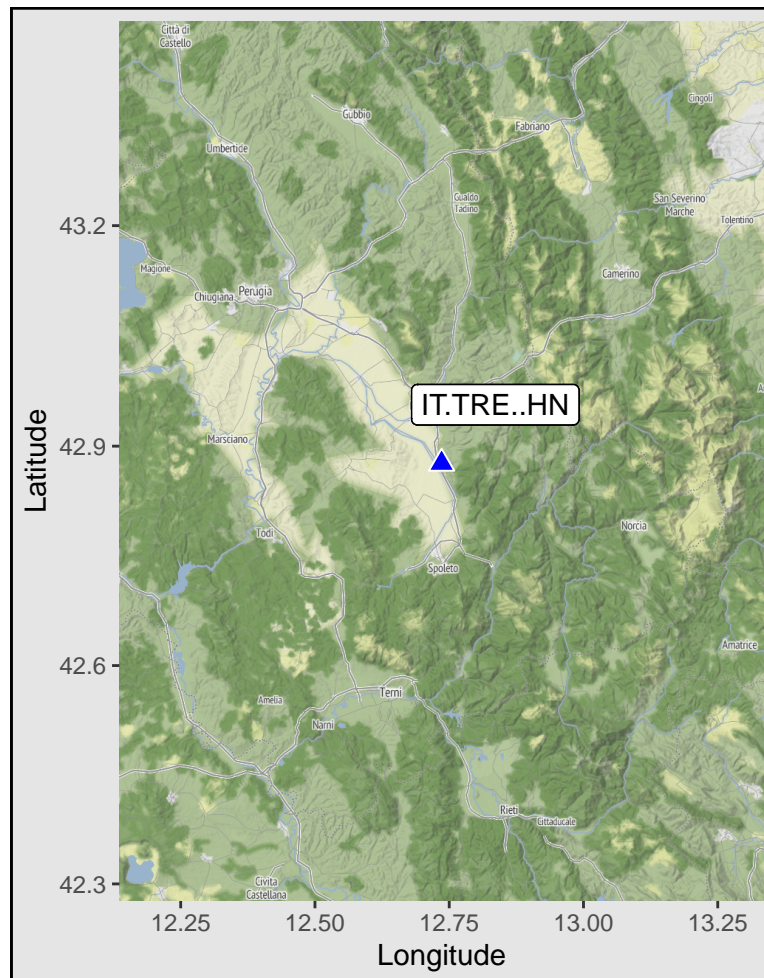 Città di
Castello
Cingoli
Gubbio
Fabriano
Umbertide
Gualdo
Tadino
San Severino
Marche
Tolentino
43.2
Magione
Camerino
Chiugiana
Perugia
IT.TRE..HN
42.9
Marsciano
Latitude
Norcia
Todi
Spoleto
42.6
Amatrice
Amelia
Terni
Narni
Rieti
Cittaducale
42.3
Civita
Castellana
12.25
12.50
12.75
13.00
13.25
Longitude